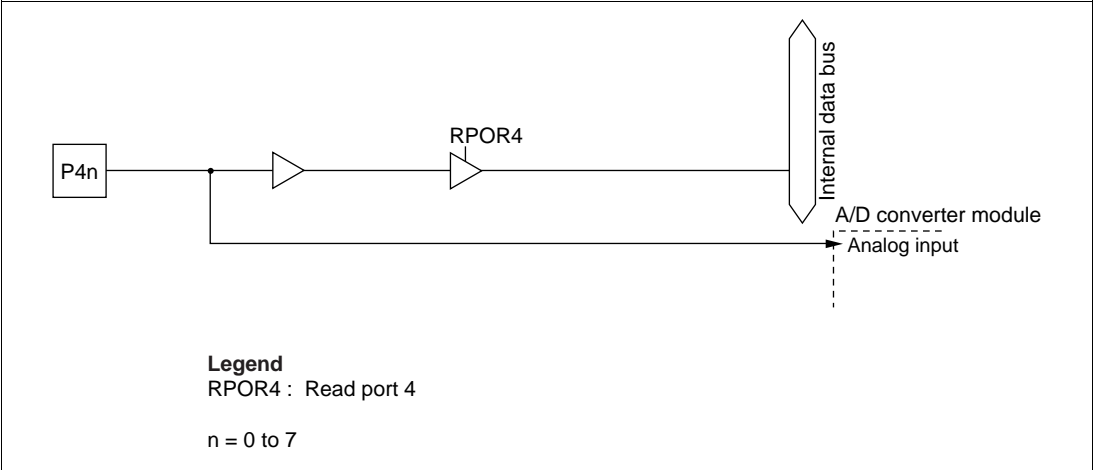 RPOR4
P4n
Internal data bus
A/D converter module
Analog input
Legend
RPOR4 : Read port 4
n = 0 to 7